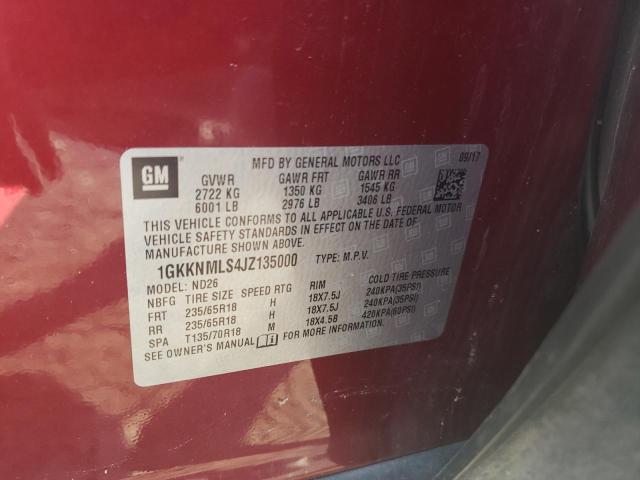 GM
MFD BY GENERAL MOTORS LLC 09/17
GVWR GAWR FRT GAWR RR
2722 KG 1350 KG 1545 KG
6001 LB 2976 LB 3406 LB
THIS VEHICLE CONFORMS TO ALL APPLICABLE U.S. FEDERAL MOTOR
VEHICLE SAFETY STANDARDS IN EFFECT ON THE DATE OF
MANUFACTURE SHOWN ABOVE.
1GKKNMLS4JZ135000 TYPE: M.P.V.
MODEL: ND26
NBFG TIRE SIZE SPEED RTG RIM
FRT 235/65R18 H 18X7.5J 240KPA(35PSI)
RR 235/65R18 H 18X7.5J 240KPA(35PSI)
SPA T135/70R18 M 18X4.5B 420KPA(60PSI)
SEE OWNER'S MANUAL FOR MORE INFORMATION.